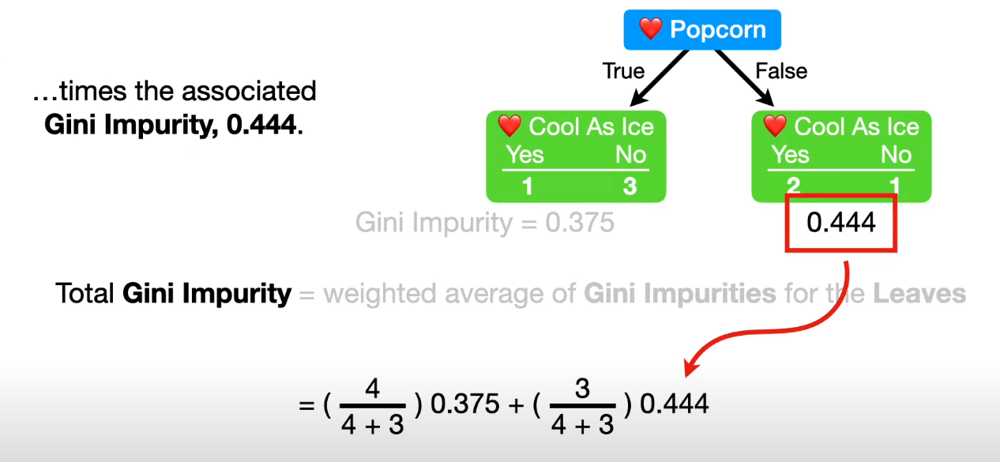 ❤️ Popcorn
True
False
…times the associated
Gini Impurity, 0.444.
❤️ Cool As Ice
Yes No
1 3
❤️ Cool As Ice
Yes No
2 1
Gini Impurity = 0.375
0.444
Total Gini Impurity = weighted average of Gini Impurities for the Leaves
= ( 4 / 4 + 3 ) 0.375 + ( 3 / 4 + 3 ) 0.444